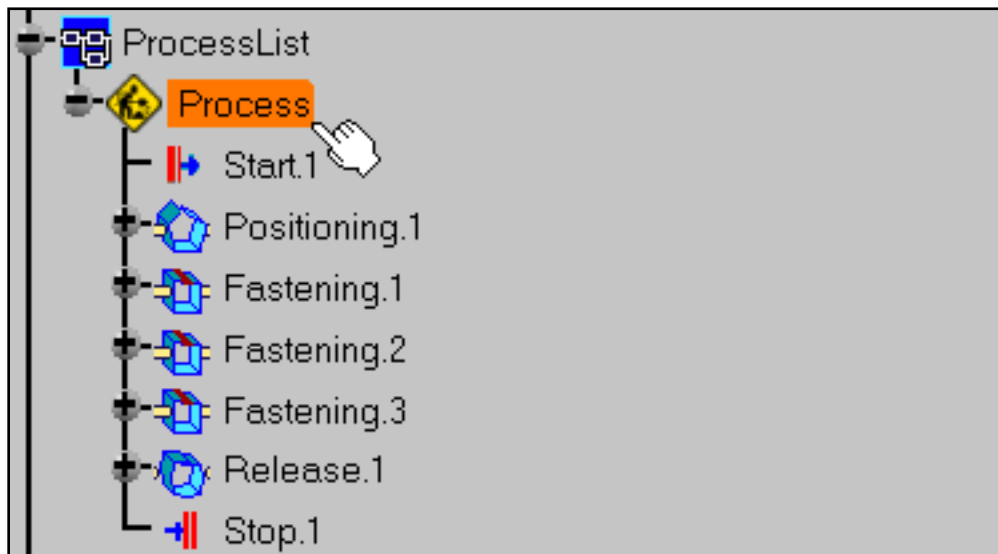 ProcessList
Process
Start.1
Positioning.1
Fastening.1
Fastening.2
Fastening.3
Release.1
Stop.1